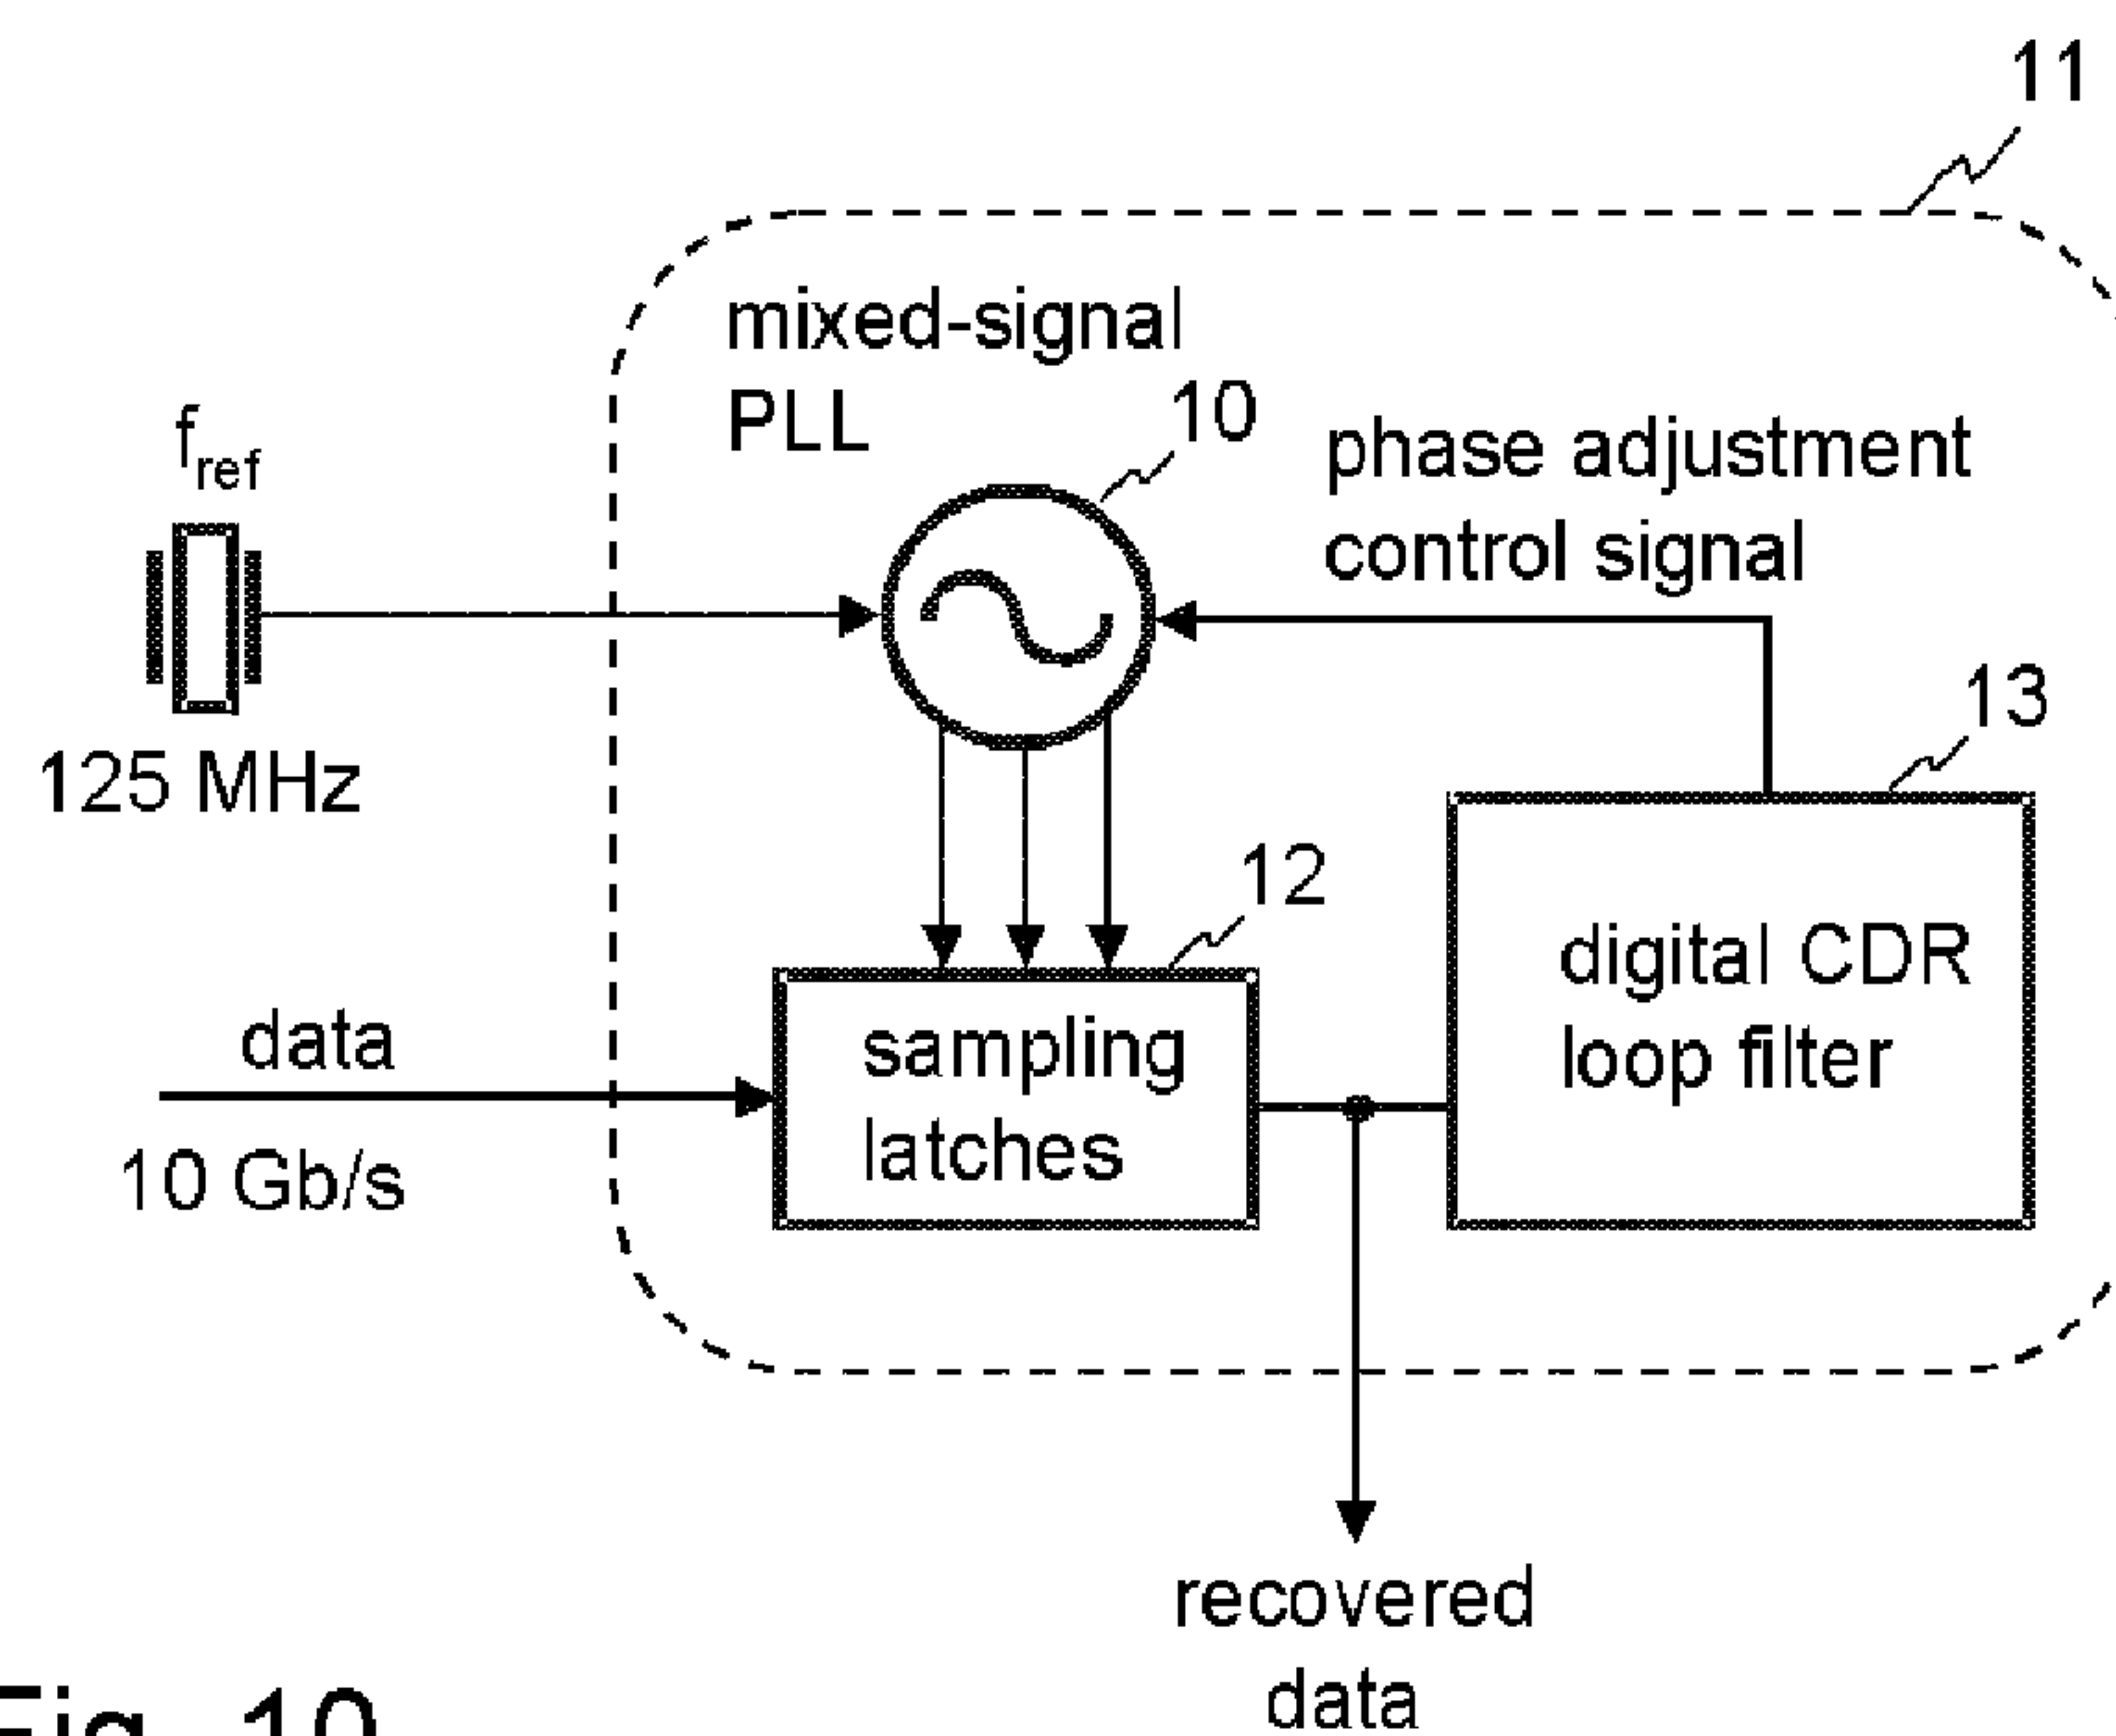 11
mixed-signal
PLL
10
phase adjustment
control signal
fref
125 MHz
13
12
digital CDR
loop filter
sampling
latches
data
10 Gb/s
recovered
data
Fig. 10